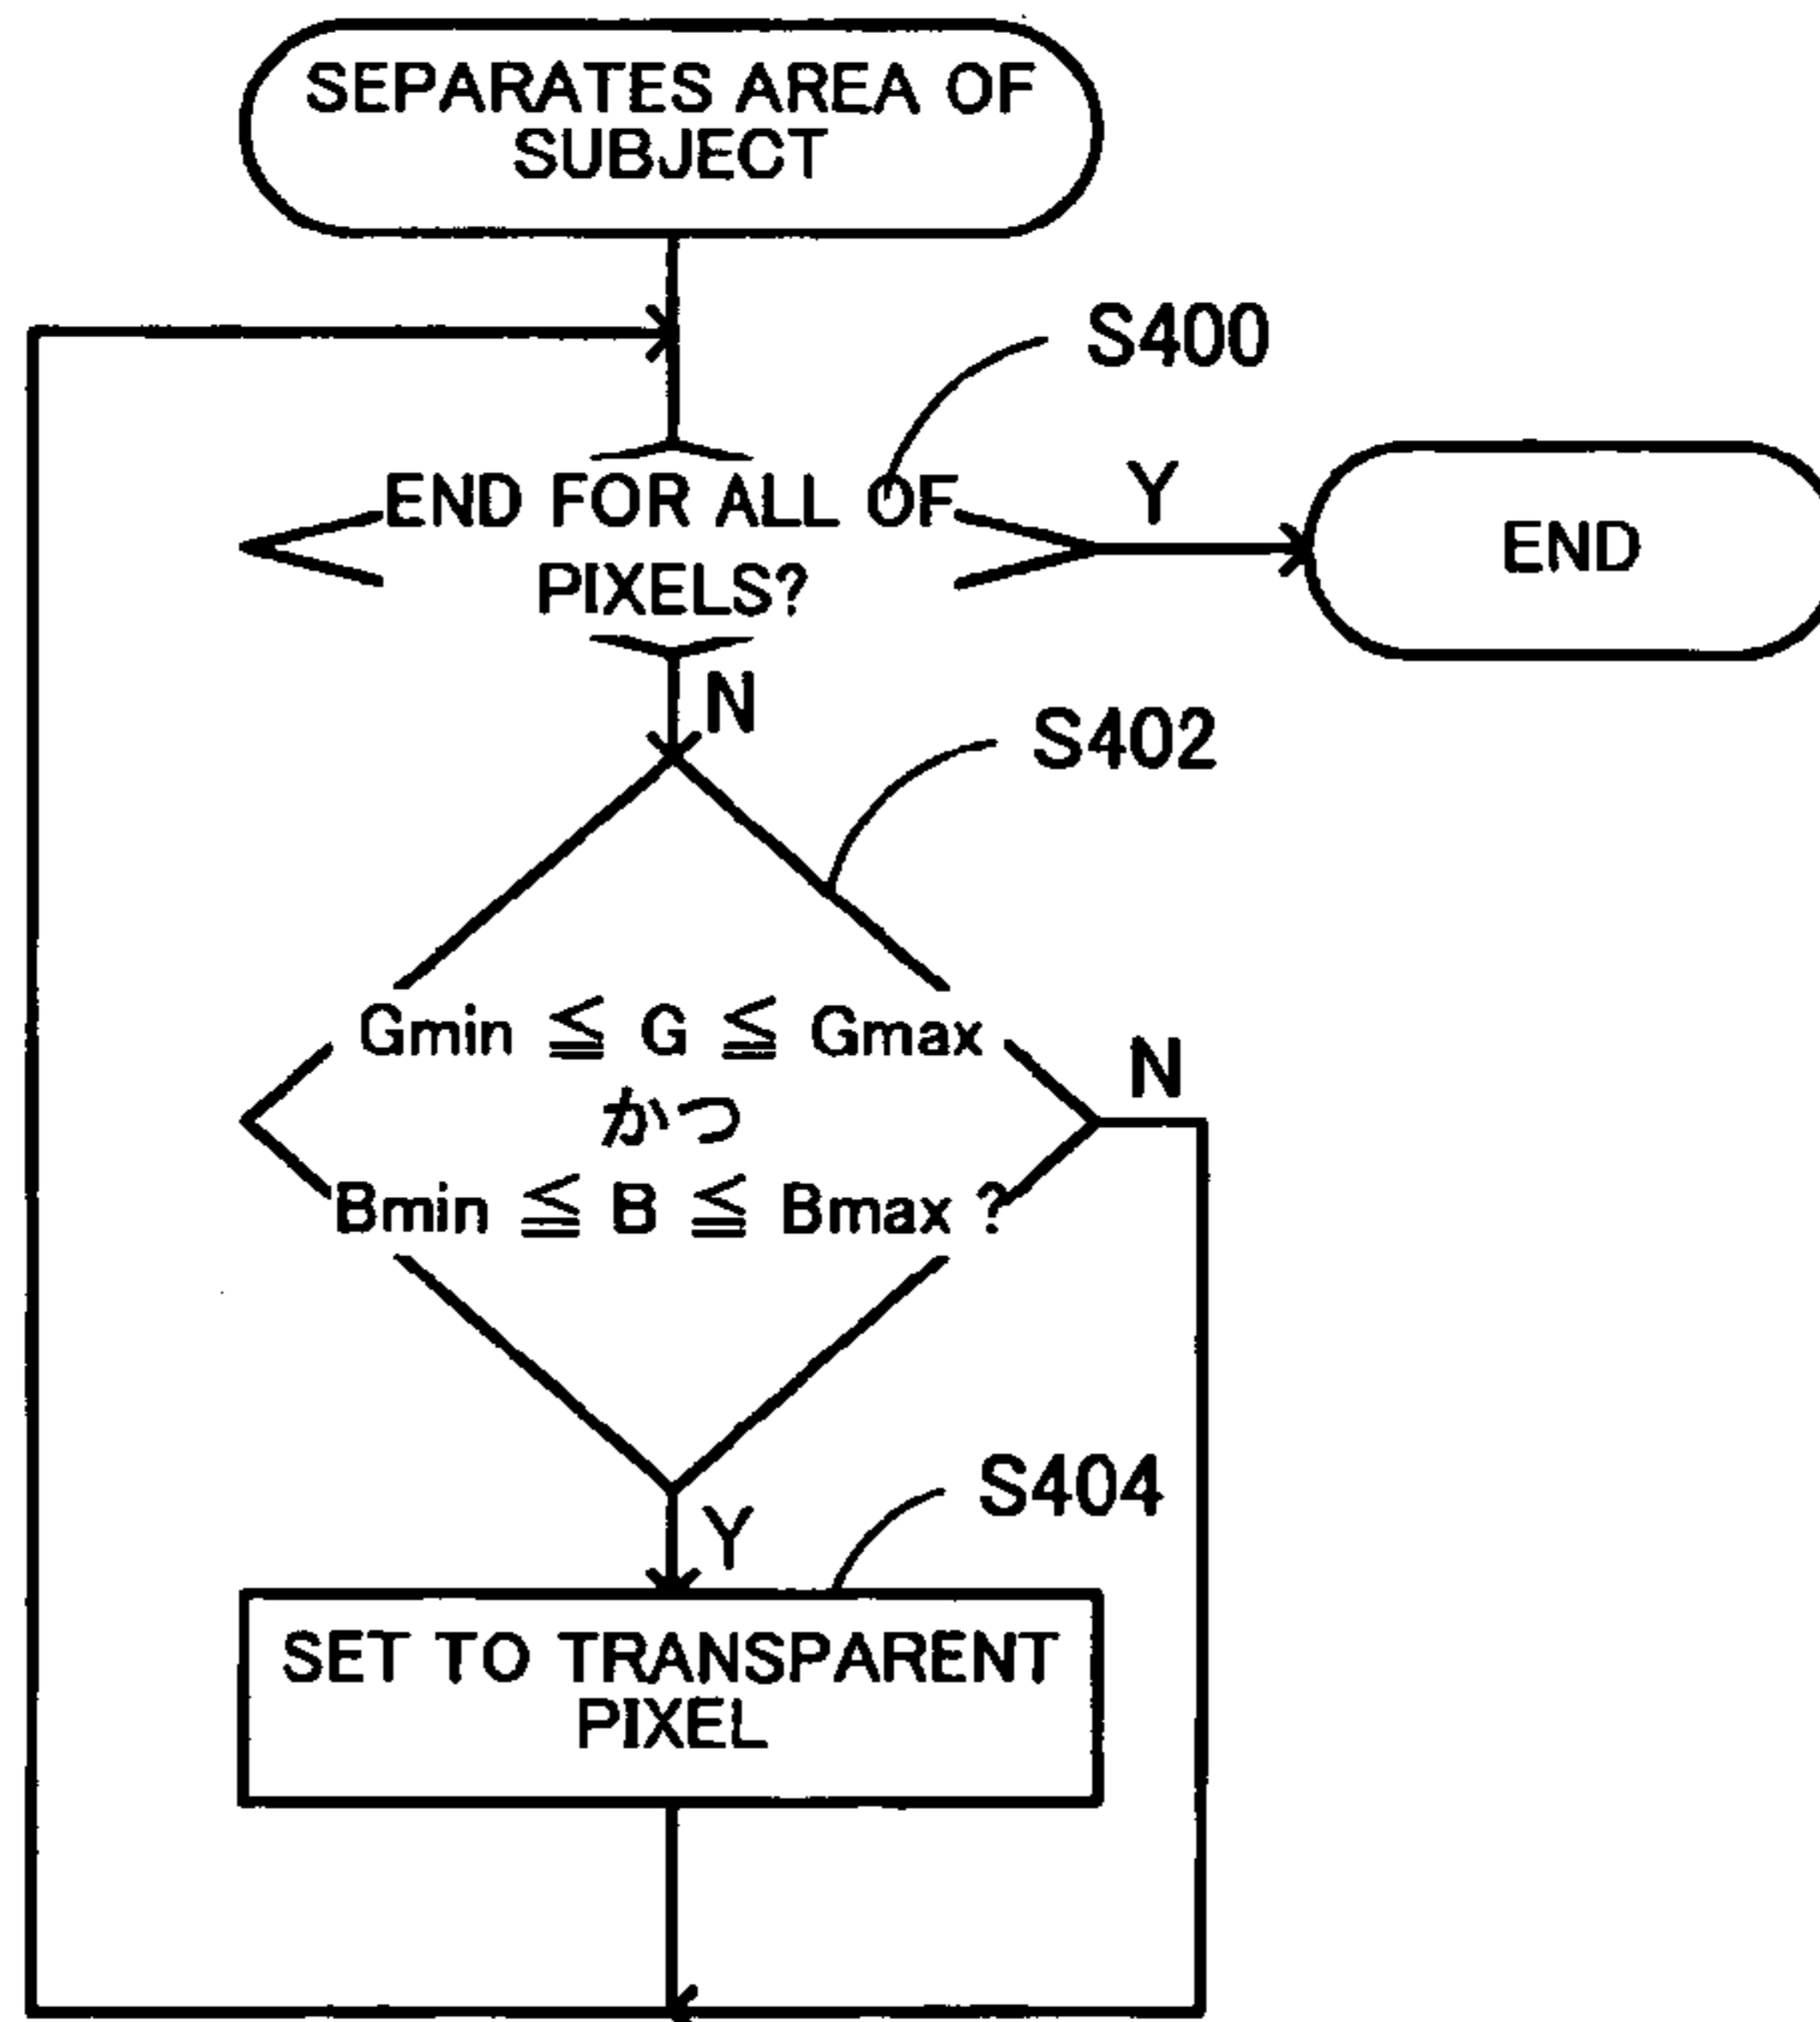 SEPARATES AREA OF
SUBJECT
S400
END FOR ALL OF
PIXELS?
Y
END
N
S402
Gmin ≦ G ≦ Gmax
かつ
Bmin ≦ B ≦ Bmax ?
N
Y
S404
SET TO TRANSPARENT
PIXEL